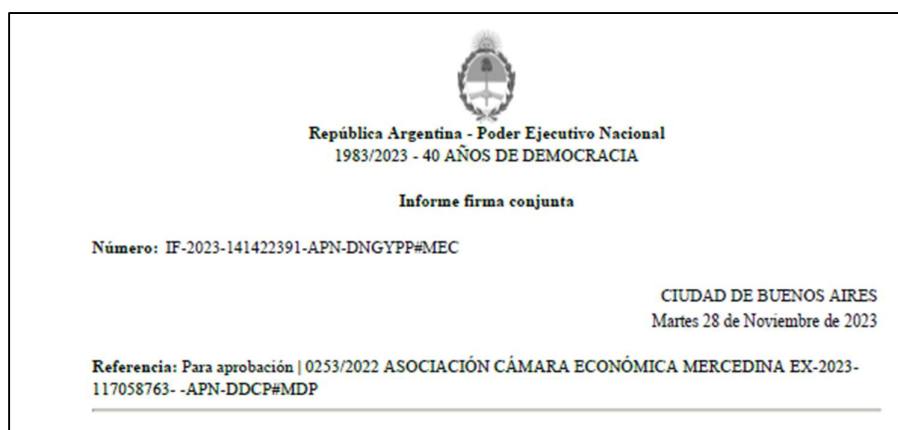 República Argentina - Poder Ejecutivo Nacional
1983/2023 - 40 AÑOS DE DEMOCRACIA
Informe firma conjunta
Número: IF-2023-141422391-APN-DNGYPP#MEC
CIUDAD DE BUENOS AIRES
Martes 28 de Noviembre de 2023
Referencia: Para aprobación | 0253/2022 ASOCIACIÓN CÁMARA ECONÓMICA MERCEDINA EX-2023-
117058763- -APN-DDCP#MDP